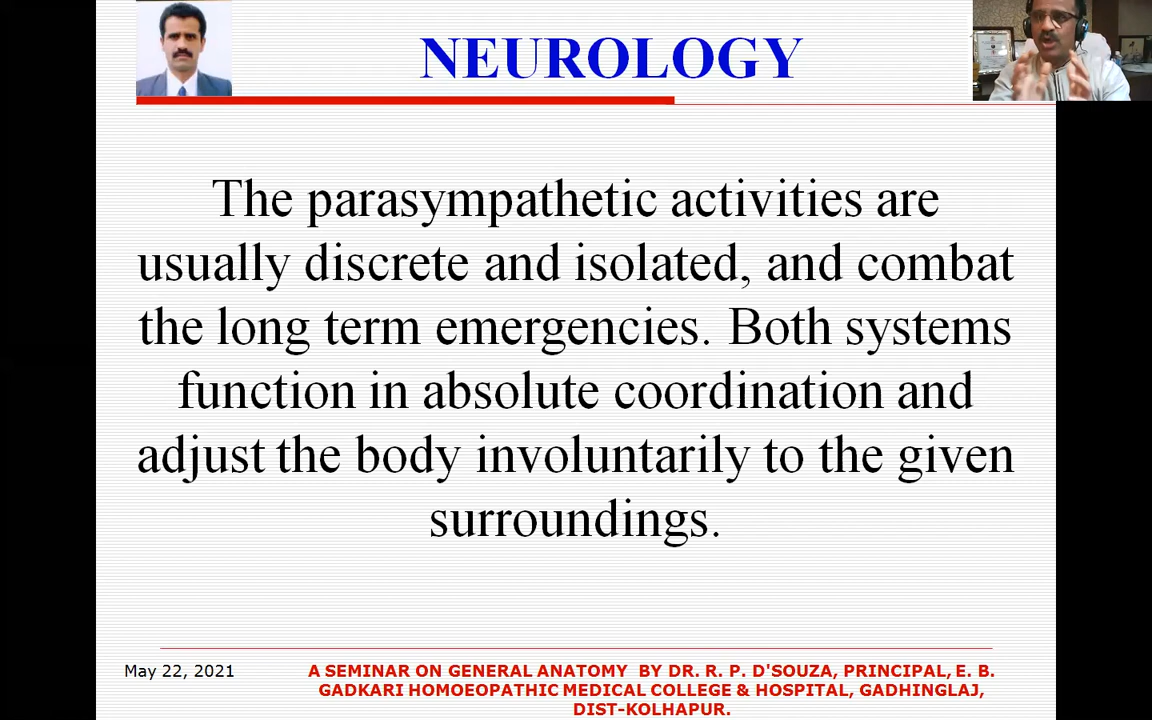 NEUROLOGY
The parasympathetic activities are
usually discrete and isolated, and combat
the long term emergencies. Both systems
function in absolute coordination and
adjust the body involuntarily to the given
surroundings.
May 22, 2021
A SEMINAR ON GENERAL ANATOMY BY DR. R. P. D'SOUZA, PRINCIPAL, E. B.
GADKARI HOMOEOPATHIC MEDICAL COLLEGE & HOSPITAL, GADHINGLAJ,
DIST-KOLHAPUR.